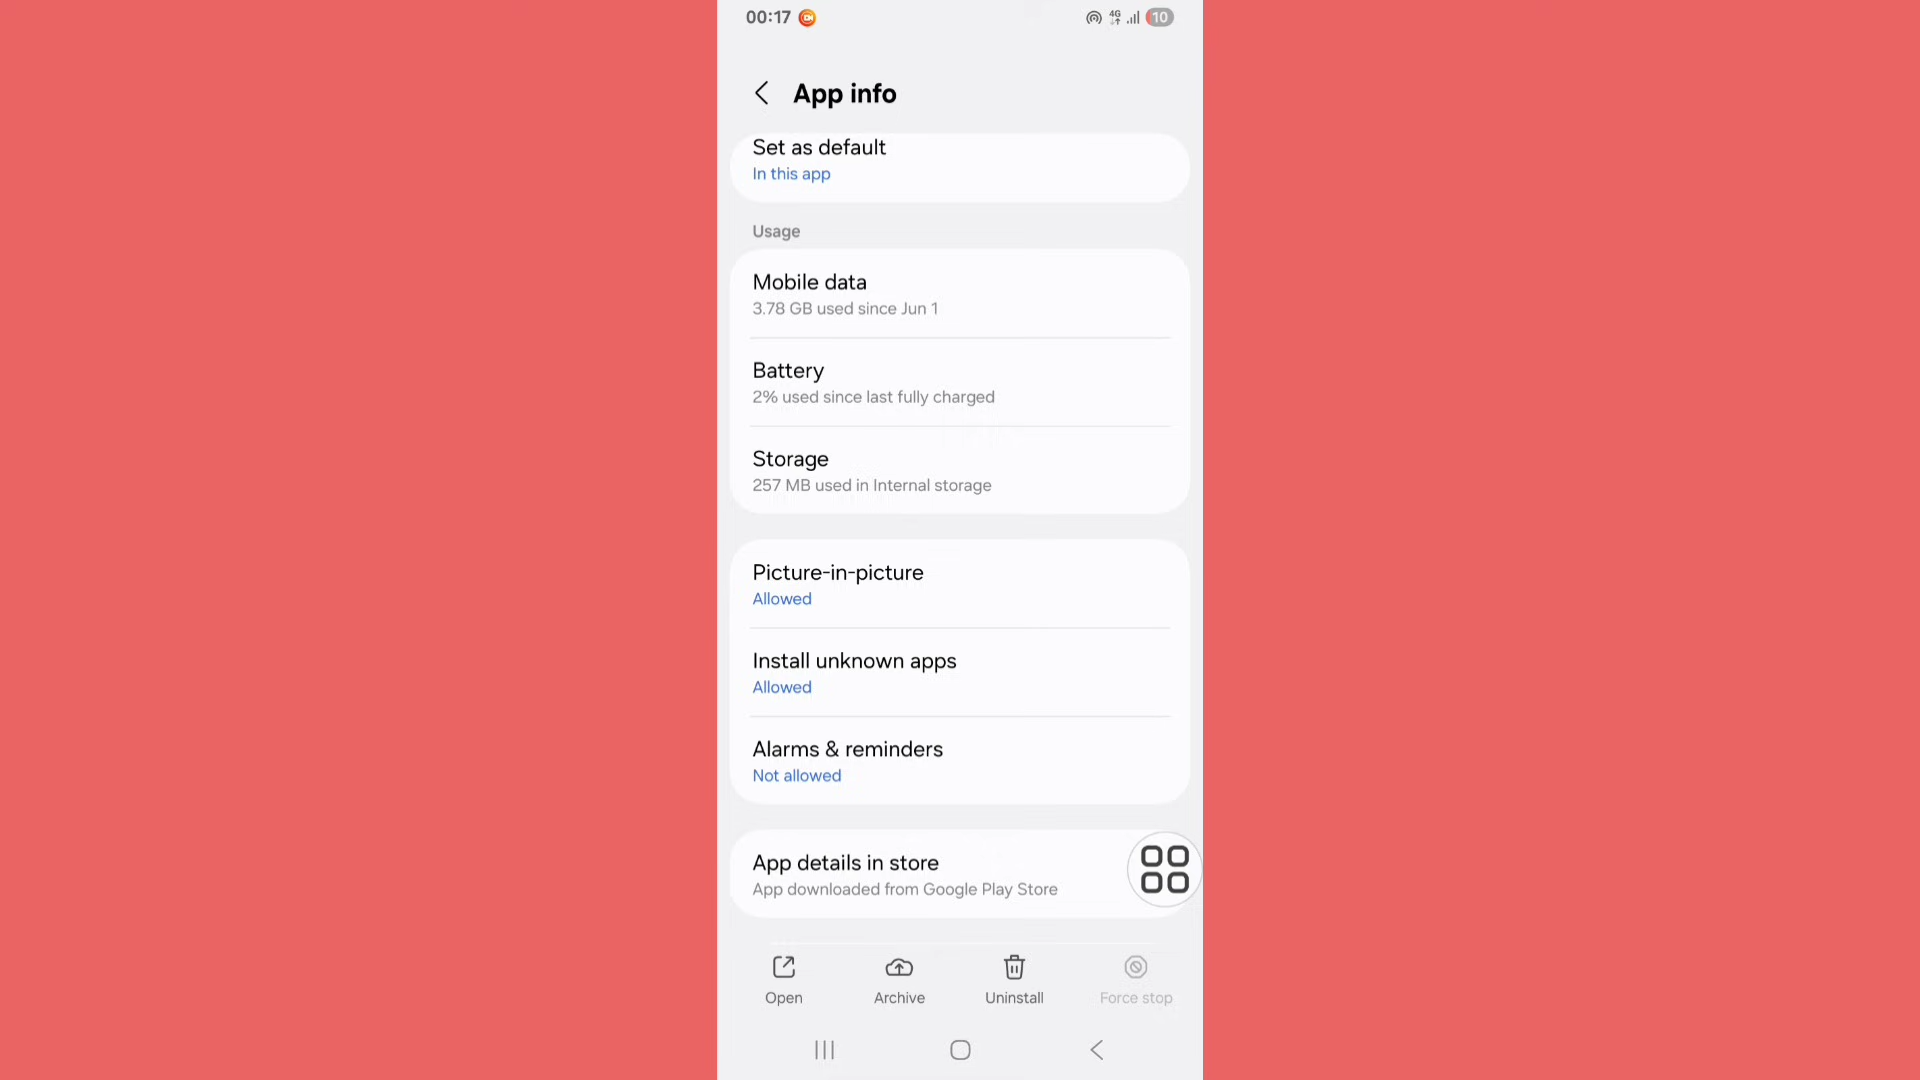 00:17
4G
10
App info
Set as default
In this app
Usage
Mobile data
3.78 GB used since Jun 1
Battery
2% used since last fully charged
Storage
257 MB used in Internal storage
Picture-in-picture
Allowed
Install unknown apps
Allowed
Alarms & reminders
Not allowed
App details in store
App downloaded from Google Play Store
Open
Archive
Uninstall
Force stop